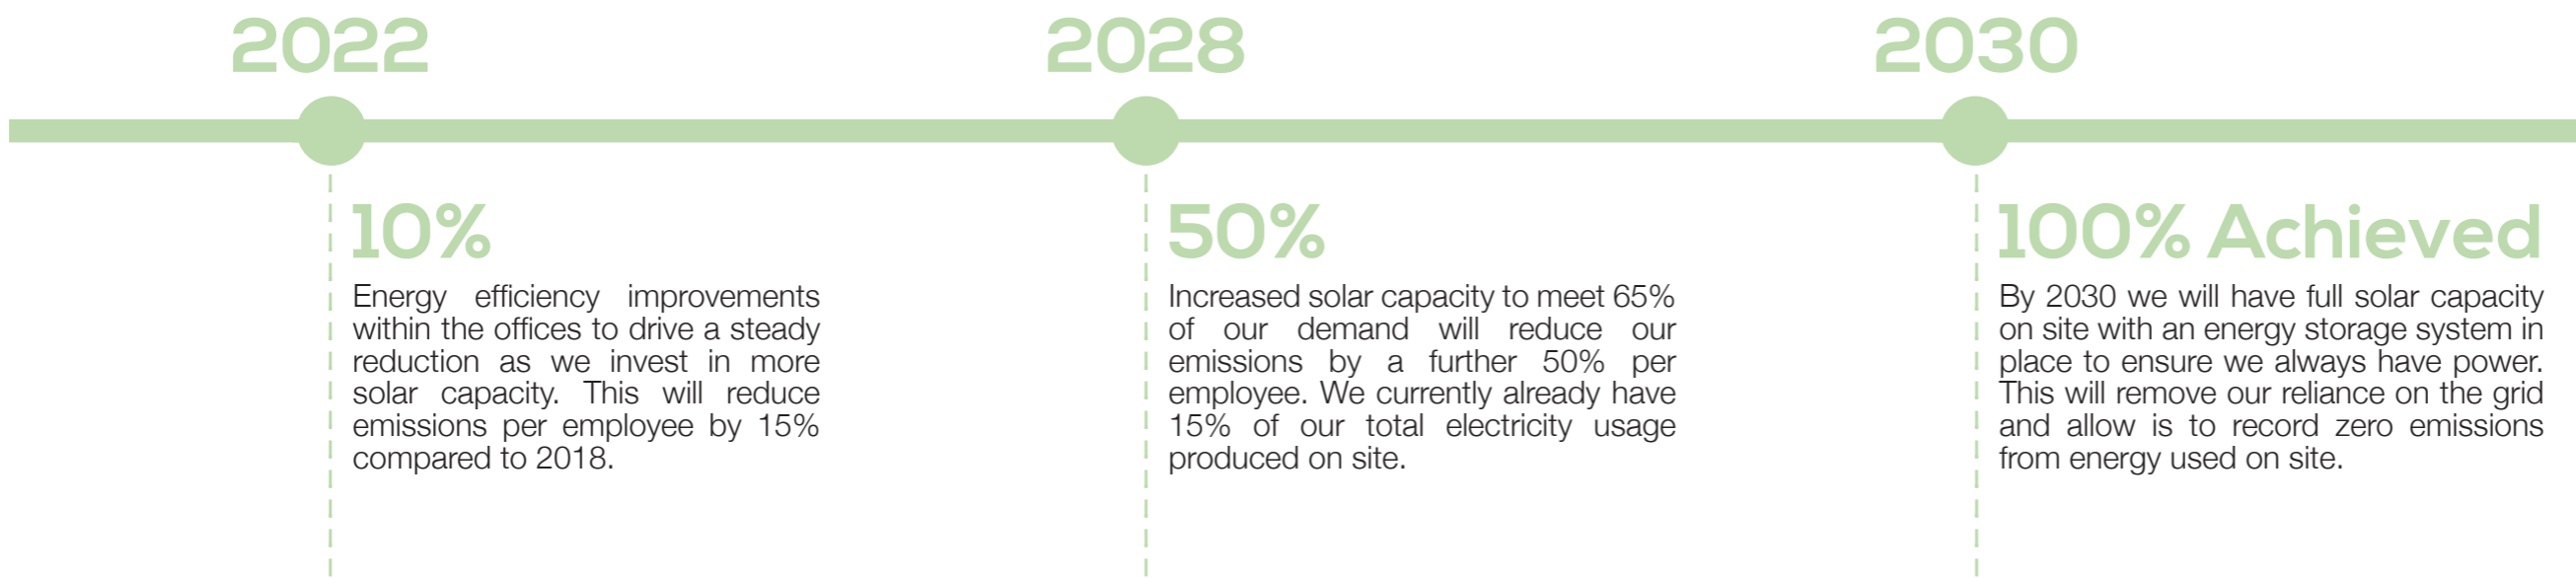 2022
10%
Energy efficiency improvements
within the offices to drive a steady
reduction as we invest in more
solar capacity. This will reduce
emissions per employee by 15%
compared to 2018.
2028
50%
Increased solar capacity to meet 65%
of our demand will reduce our
emissions by a further 50% per
employee. We currently already have
15% of our total electricity usage
produced on site.
2030
100% Achieved
By 2030 we will have full solar capacity
on site with an energy storage system in
place to ensure we always have power.
This will remove our reliance on the grid
and allow is to record zero emissions
from energy used on site.